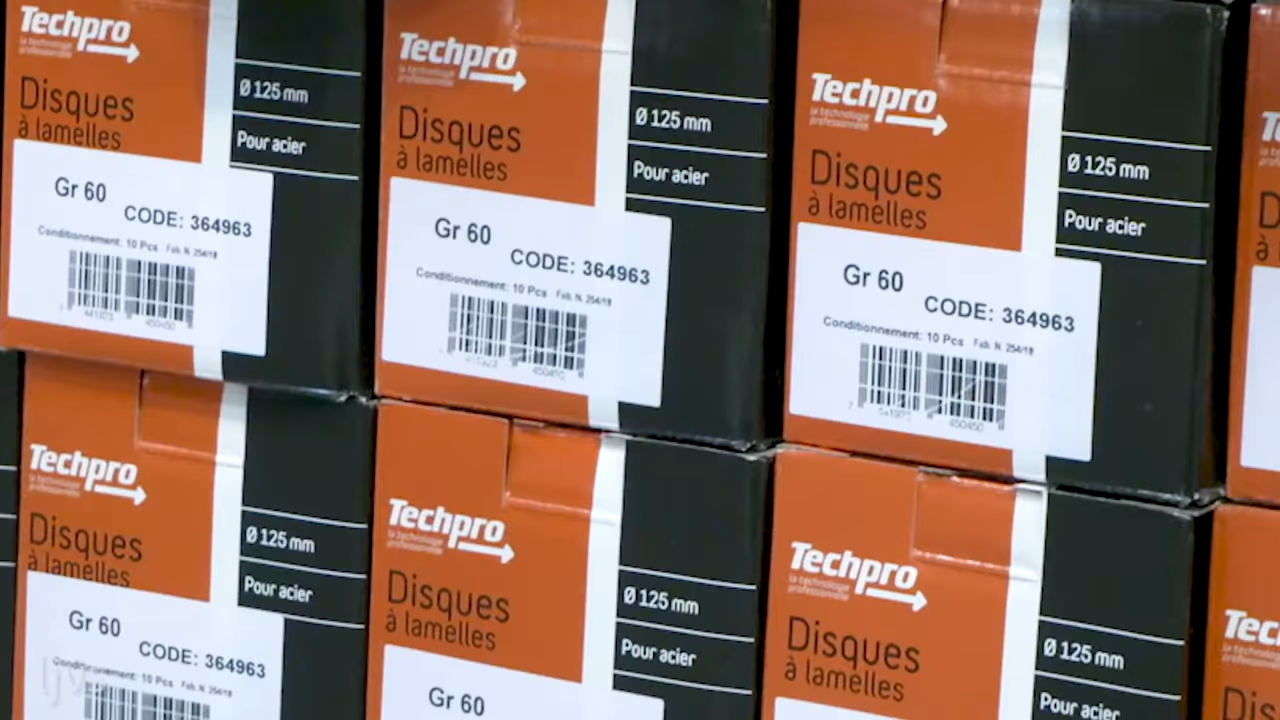 Techpro
la technologie
professionnelle
Disques
à lamelles
Ø 125 mm
Pour acier
Gr 60
CODE: 364963
Conditionnement: 10 Pcs Fab. N. 254/18
Techpro
la technologie
professionnelle
Disques
à lamelles
Ø 125 mm
Pour acier
Gr 60
CODE: 364963
Conditionnement: 10 Pcs Fab. N. 254/18
Techpro
la technologie
professionnelle
Disques
à lamelles
Ø 125 mm
Pour acier
Gr 60
CODE: 364963
Conditionnement: 10 Pcs Fab. N. 254/18
Techpro
la technologie
professionnelle
Disques
à lamelles
Ø 125 mm
Pour acier
Gr 60
CODE: 364963
Conditionnement: 10 Pcs Fab. N. 254/18
Techpro
la technologie
professionnelle
Disques
à lamelles
Ø 125 mm
Pour acier
Gr 60
Techpro
la technologie
professionnelle
Disques
à lamelles
Ø 125 mm
Pour acier
Tec
Dis